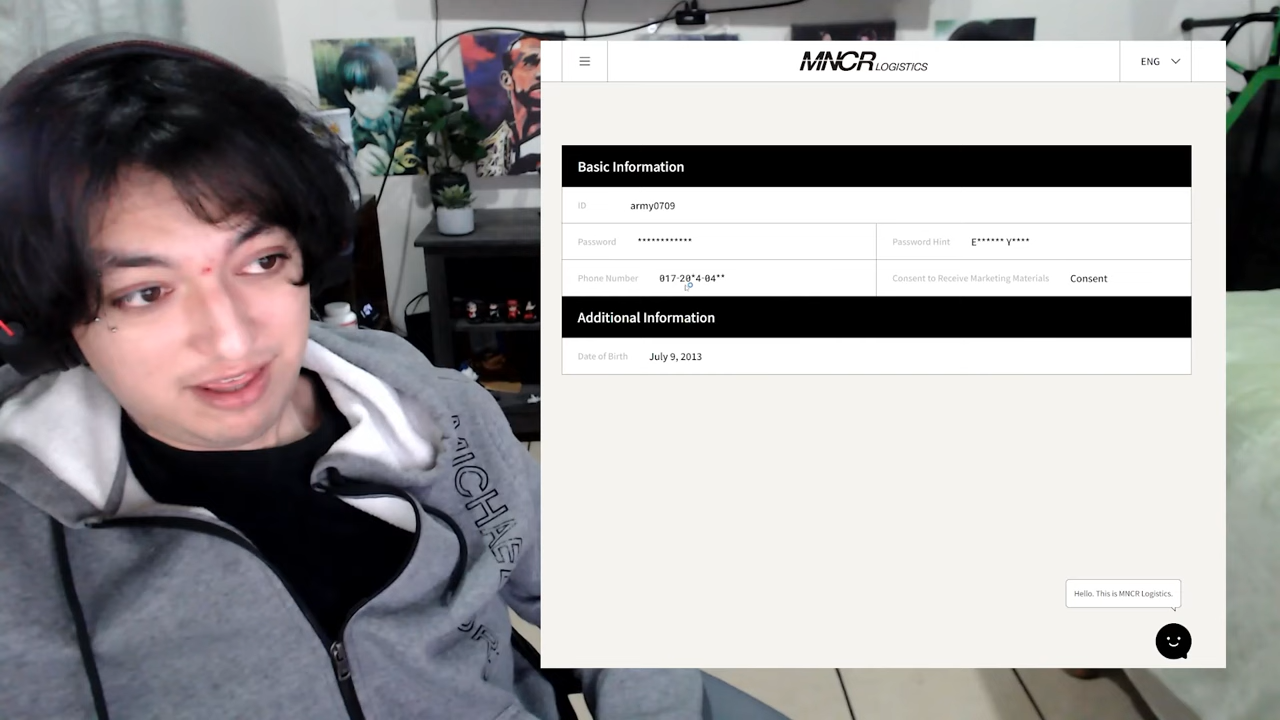 MNCR LOGISTICS
ENG
Basic Information
ID army0709
Password ************
Password Hint E****** Y****
Phone Number 017-20*4-04**
Consent to Receive Marketing Materials Consent
Additional Information
Date of Birth July 9, 2013
Hello. This is MNCR Logistics.
MICHAEL